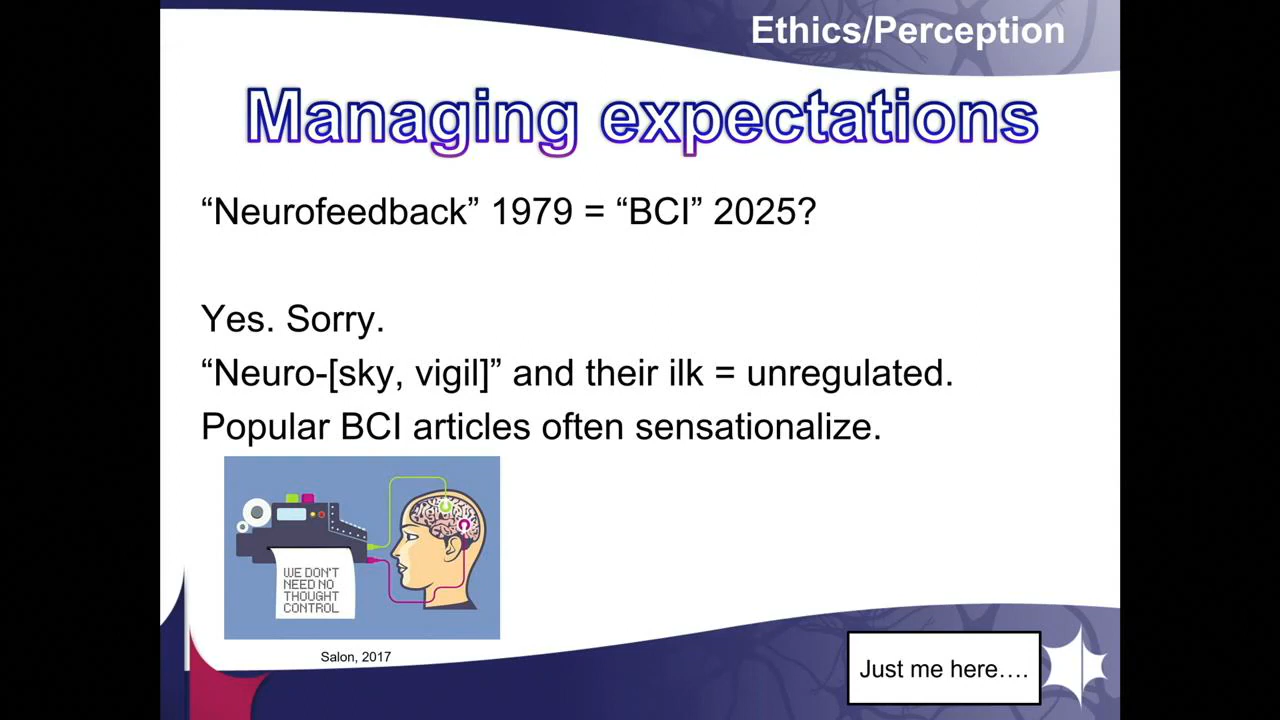 Ethics/Perception
Managing expectations
“Neurofeedback” 1979 = “BCI” 2025?
Yes. Sorry.
“Neuro-[sky, vigil]” and their ilk = unregulated.
Popular BCI articles often sensationalize.
WE DON'T
NEED NO
THOUGHT
CONTROL
Salon, 2017
Just me here….